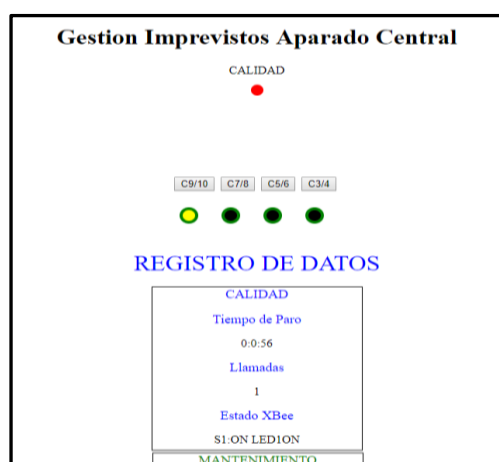 Gestion Imprevistos Aparado Central
CALIDAD
C9/10 C7/8 C5/6 C3/4
REGISTRO DE DATOS
CALIDAD
Tiempo de Paro
0:0:56
Llamadas
1
Estado XBee
S1:ON LED1ON
MANTENIMIENTO